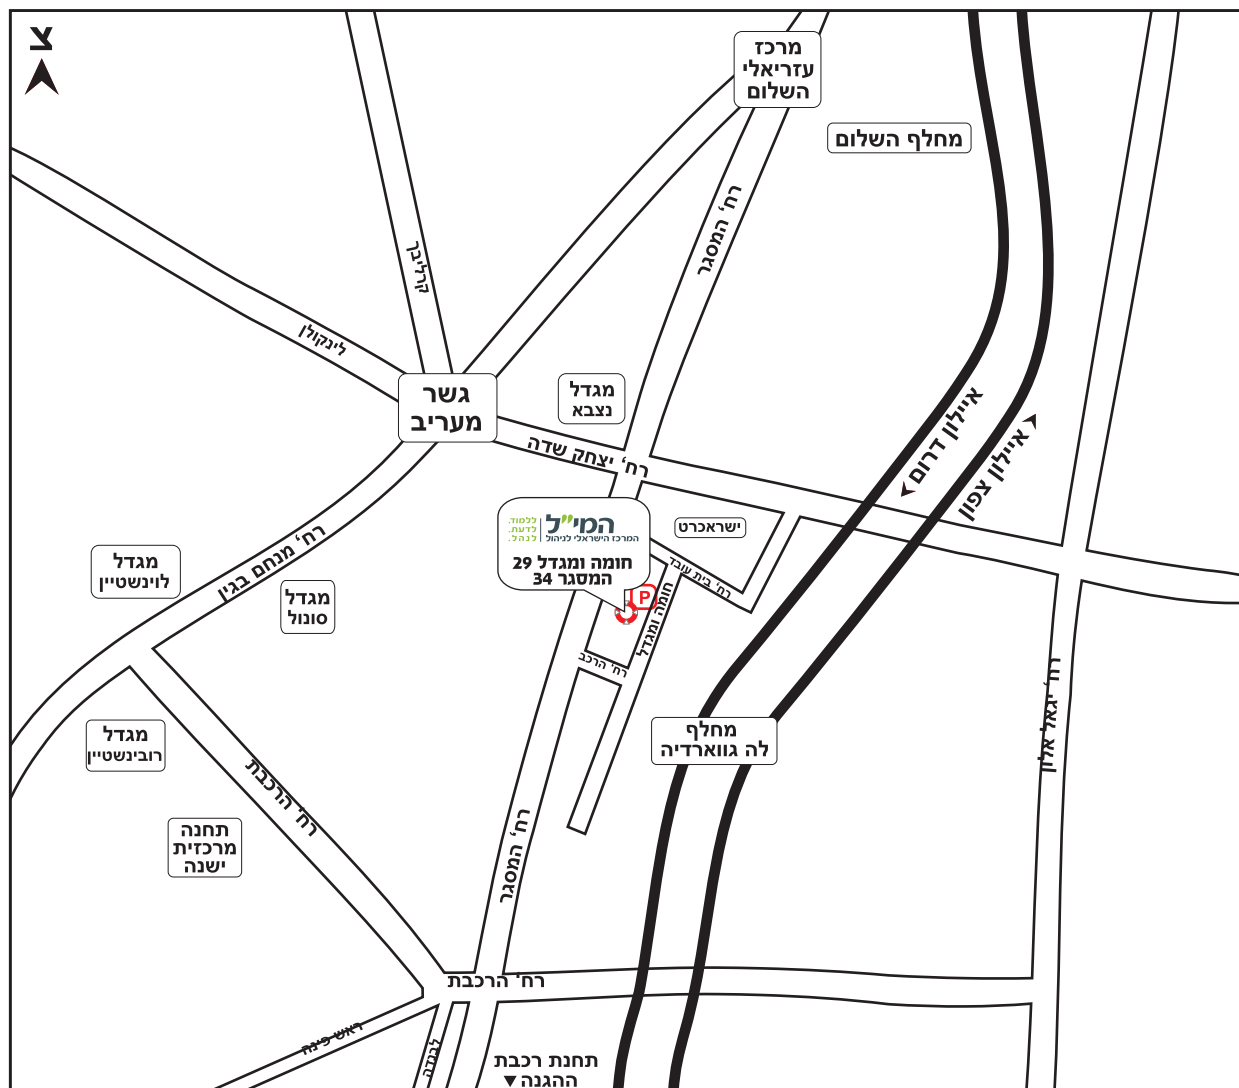 צ
מרכז
עזריאלי
השלום
מחלף השלום
רח' המסגר
קרליבך
לינקולן
גשר
מעריב
מגדל
נצבא
רח' יצחק שדה
איילון דרום
איילון צפון
ישראכרט
המי"ל
המרכז הישראלי לניהול
ללמוד.
לדעת.
לנהל.
חומה ומגדל 29
המסגר 34
P
רח' בית עובד
חומה ומגדל
רח' הרכב
רח' מנחם בגין
מגדל
לוינשטיין
מגדל
סונול
מגדל
רובינשטיין
רח' הרכבת
תחנה
מרכזית
ישנה
מחלף
לה גווארדיה
רח' יגאל אלון
רח' המסגר
רח' הרכבת
ראש פינה
לבנדה
תחנת רכבת
ההגנה